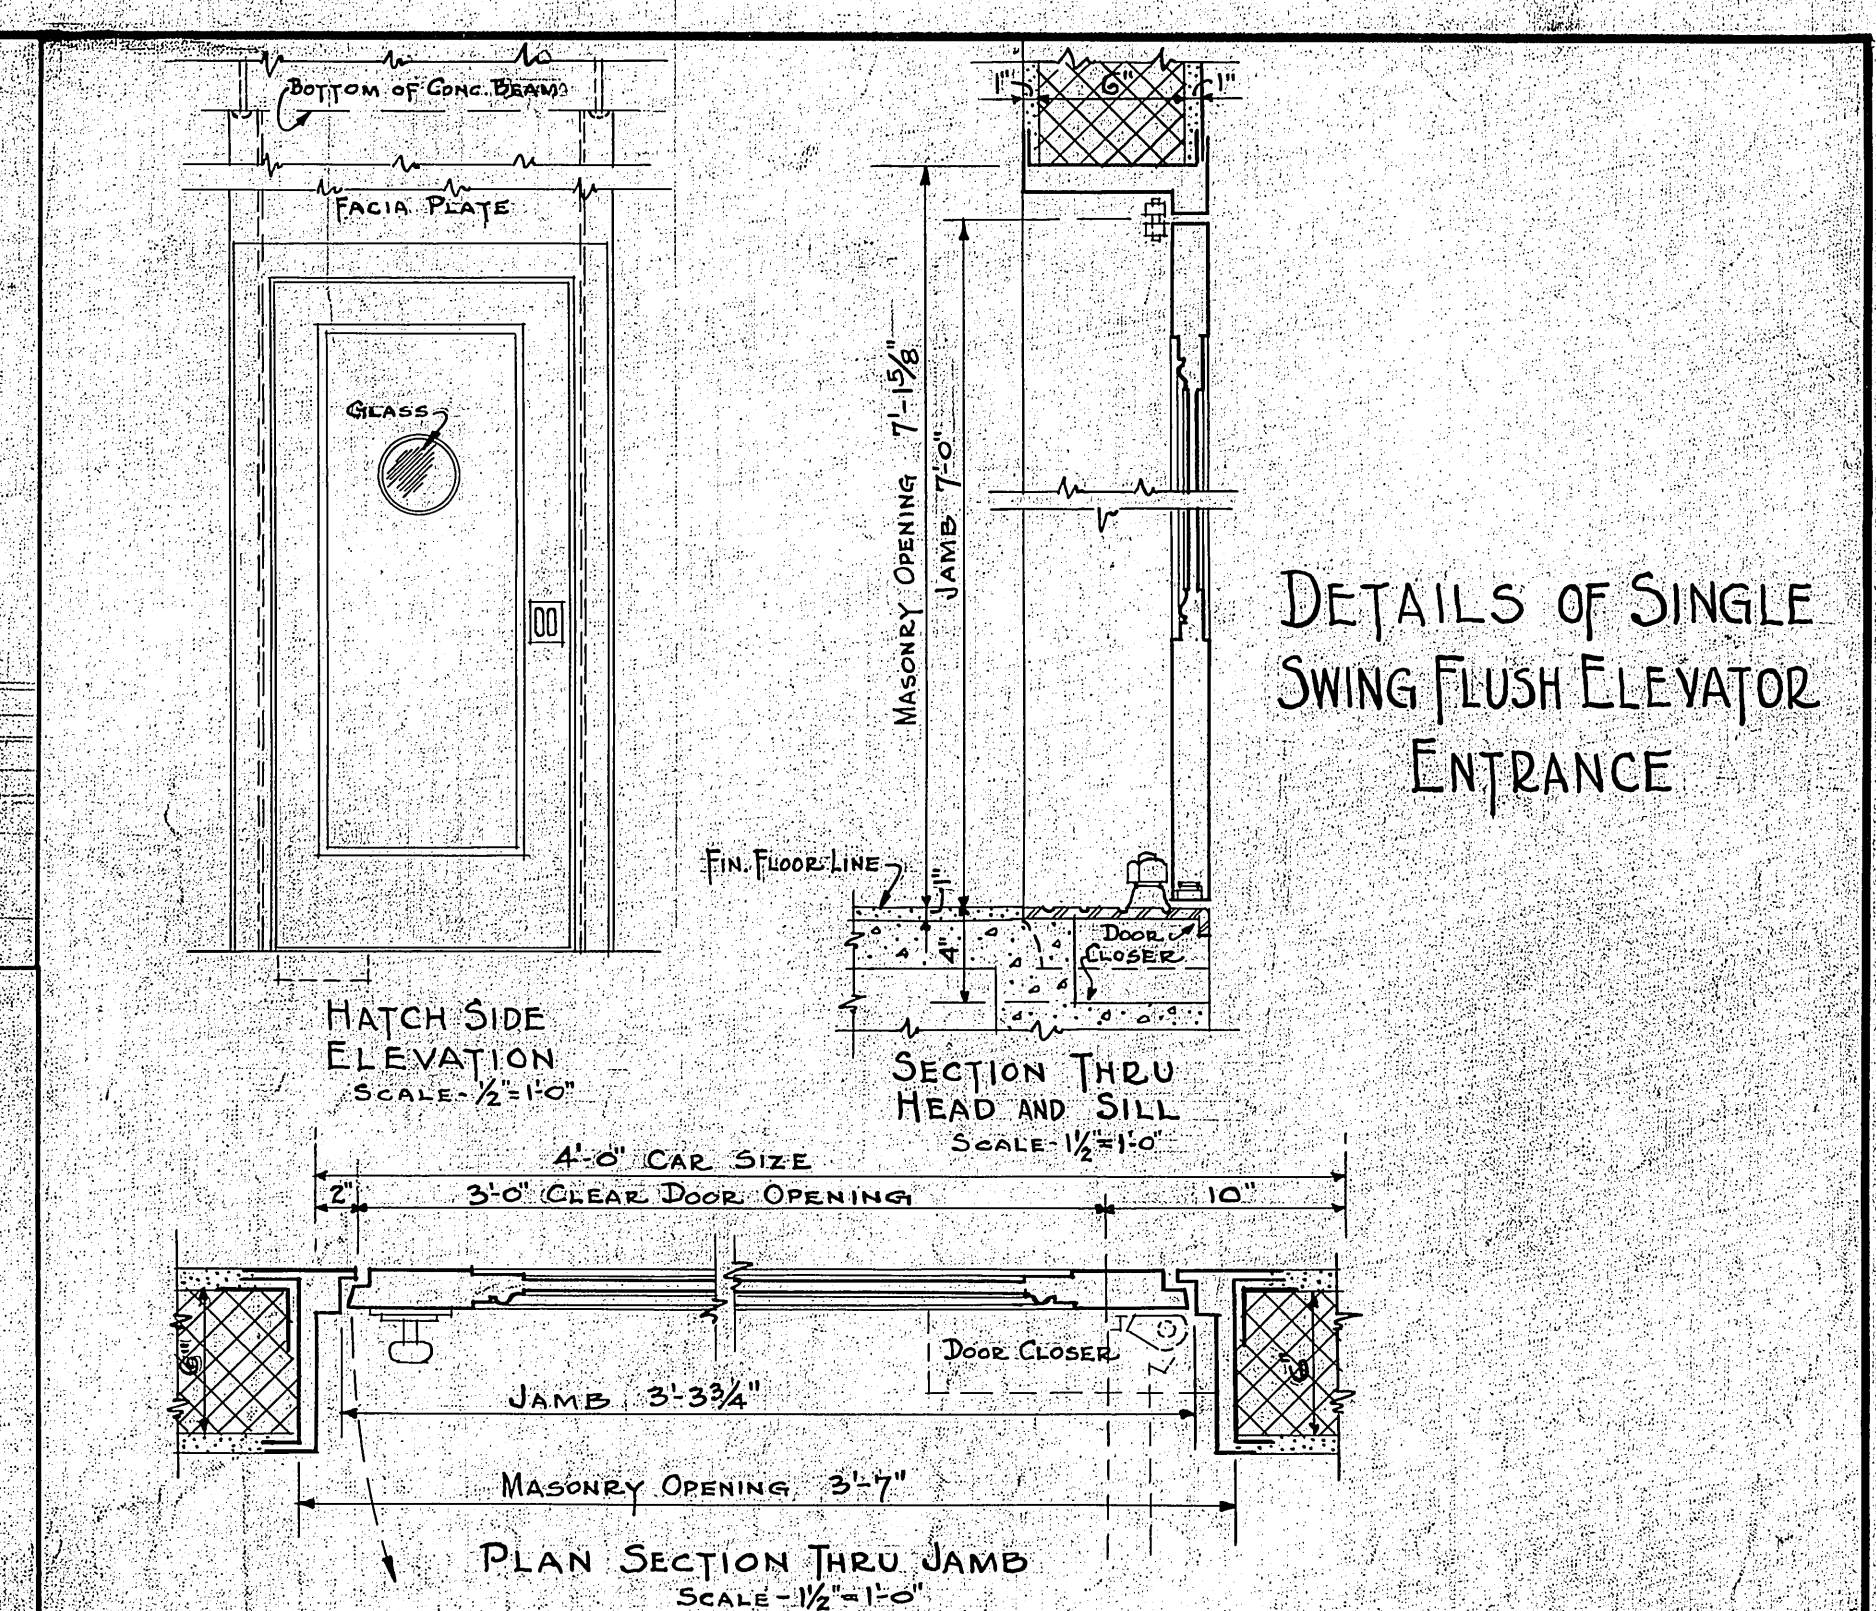 BOTTOM OF CONC. BEAM
FACIA PLATE
GLASS
HATCH SIDE
ELEVATION
SCALE-½"=1'-0"
1" 6" 1"
MASONRY OPENING 7'-1⅝"
JAMB 7'-0"
FIN. FLOOR LINE
1"
4"
DOOR
CLOSER
SECTION THRU
HEAD AND SILL
SCALE-1½"=1'-0"
DETAILS OF SINGLE
SWING FLUSH ELEVATOR
ENTRANCE
4'-0" CAR SIZE
2" 3'-0" CLEAR DOOR OPENING 10"
6"
DOOR CLOSER
6"
JAMB 3'-3¾"
MASONRY OPENING 3'-7"
PLAN SECTION THRU JAMB
SCALE-1½"=1'-0"